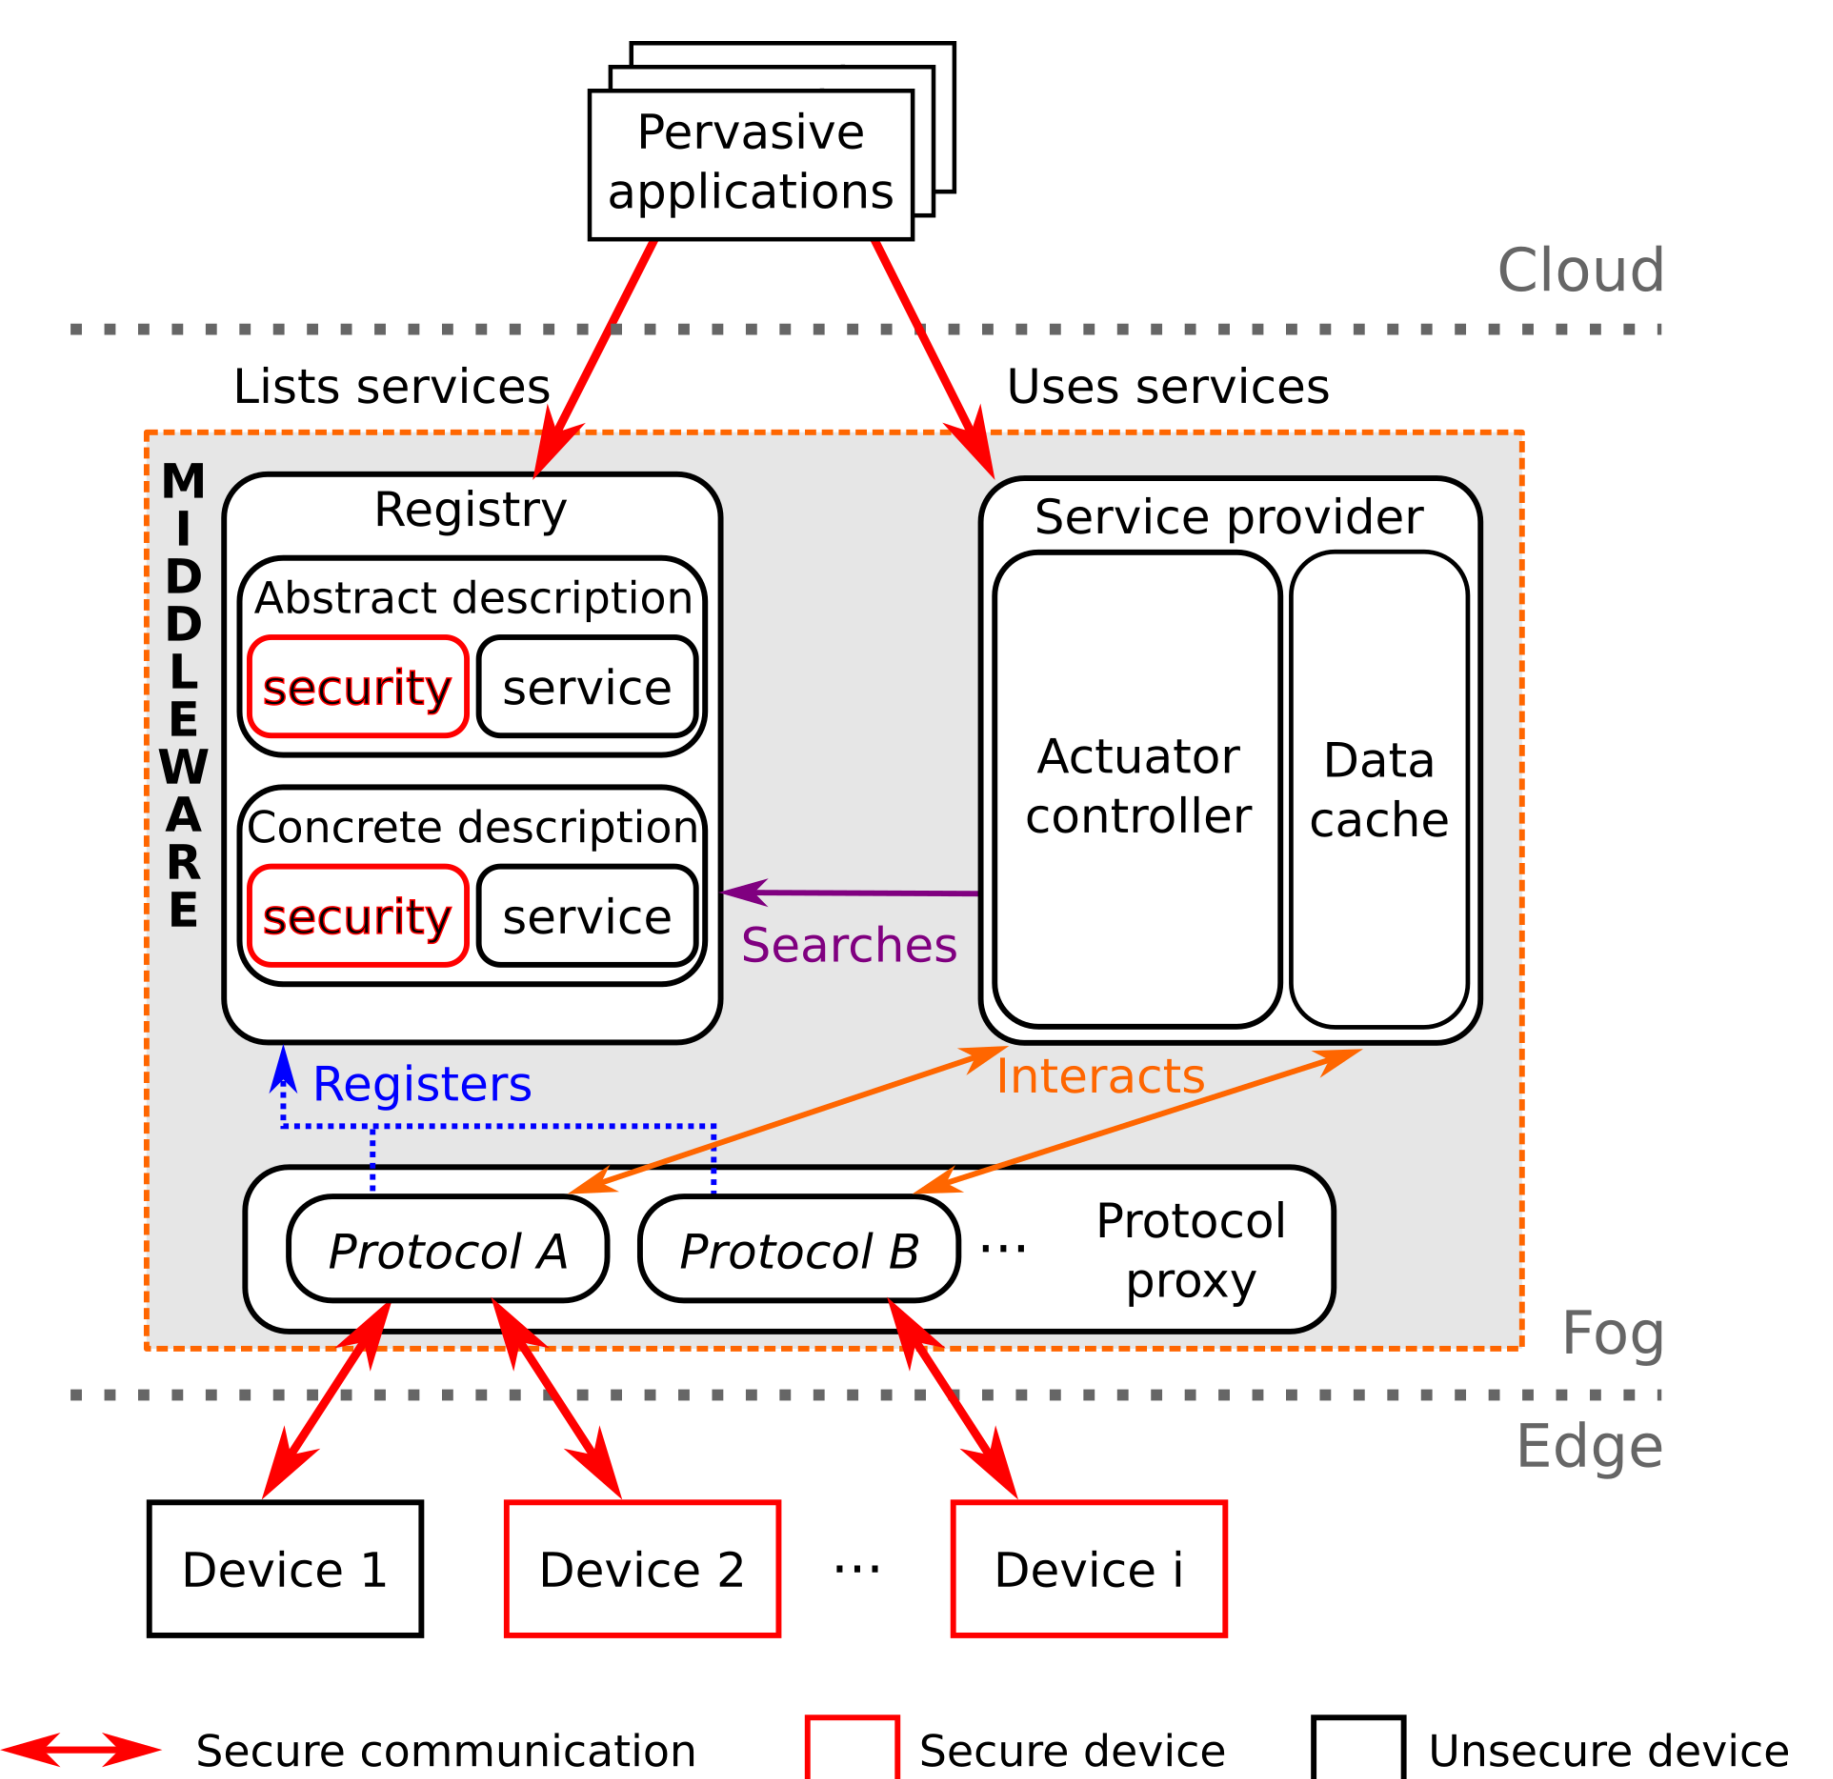 Pervasive
applications
Cloud
Lists services
Uses services
MIDDLEWARE
Registry
Service provider
Abstract description
security
service
Actuator
controller
Data
cache
Concrete description
security
service
Searches
Registers
Interacts
Protocol A
Protocol B
...
Protocol
proxy
Fog
Edge
Device 1
Device 2
...
Device i
Secure communication
Secure device
Unsecure device